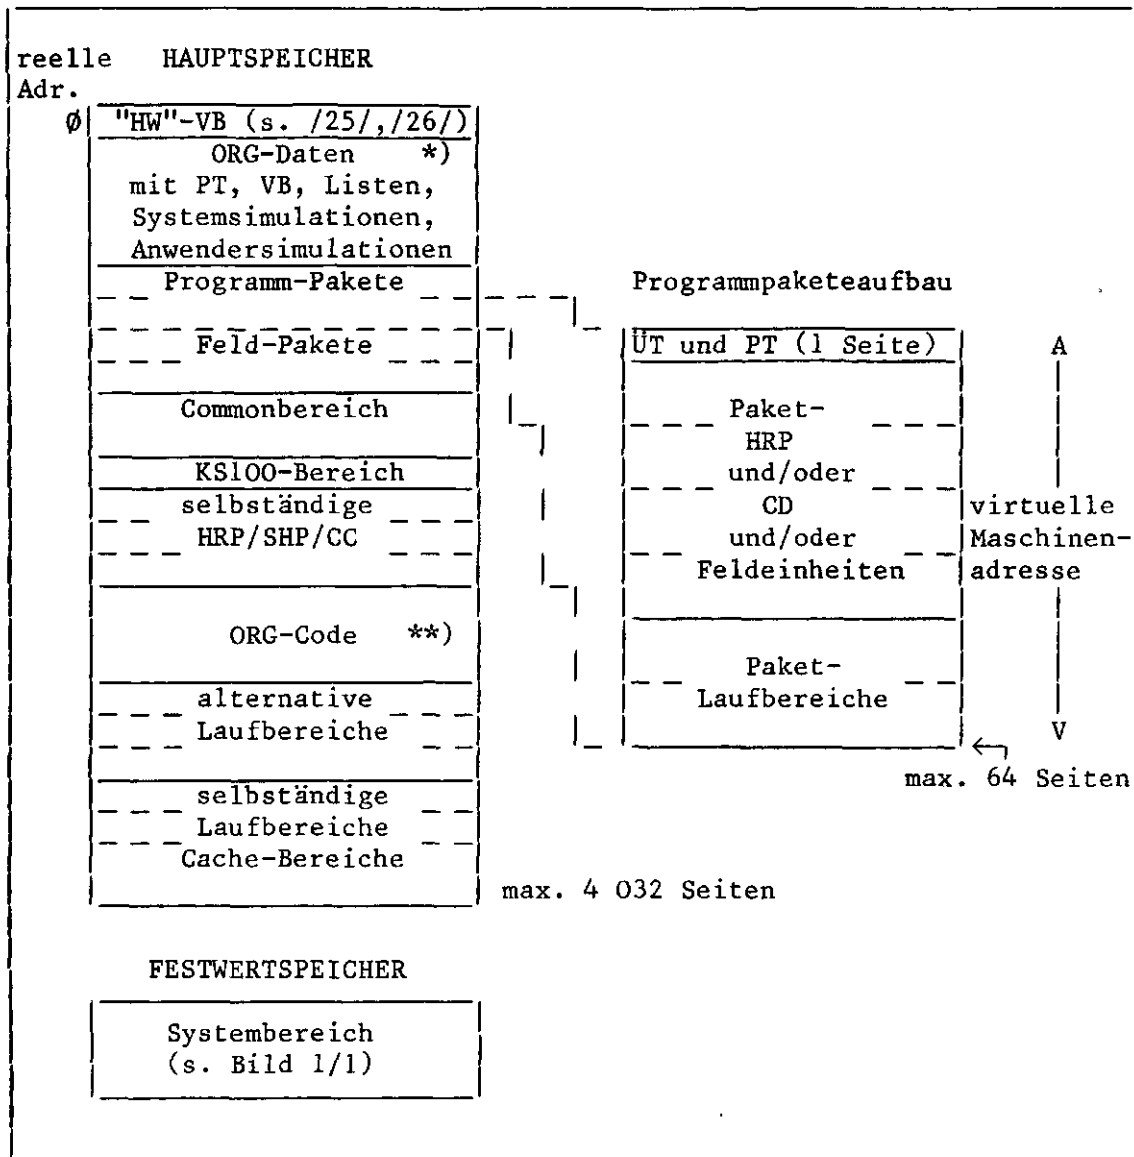 reelle HAUPTSPEICHER
Adr.
Ø "HW"-VB (s. /25/,/26/)
ORG-Daten *)
mit PT, VB, Listen,
Systemsimulationen,
Anwendersimulationen
Programm-Pakete
Feld-Pakete
Commonbereich
KS100-Bereich
selbständige
HRP/SHP/CC
ORG-Code **)
alternative
Laufbereiche
selbständige
Laufbereiche
Cache-Bereiche
max. 4 032 Seiten
Programmpaketeaufbau
ÜT und PT (1 Seite)
A
Paket-
HRP
und/oder
CD
und/oder
Feldeinheiten
virtuelle
Maschinen-
adresse
Paket-
Laufbereiche
V
max. 64 Seiten
FESTWERTSPEICHER
Systembereich
(s. Bild 1/1)